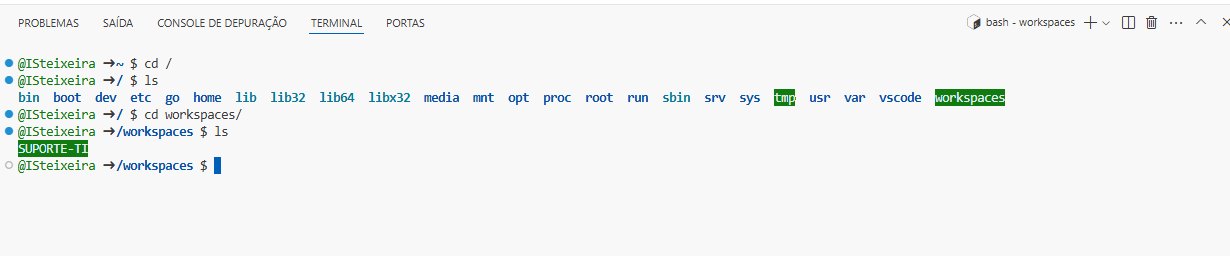 PROBLEMAS SAÍDA CONSOLE DE DEPURAÇÃO TERMINAL PORTAS bash - workspaces
@ISteixeira ➜~ $ cd /
@ISteixeira ➜/ $ ls
bin boot dev etc go home lib lib32 lib64 libx32 media mnt opt proc root run sbin srv sys tmp usr var vscode workspaces
@ISteixeira ➜/ $ cd workspaces/
@ISteixeira ➜/workspaces $ ls
SUPORTE-TI
@ISteixeira ➜/workspaces $